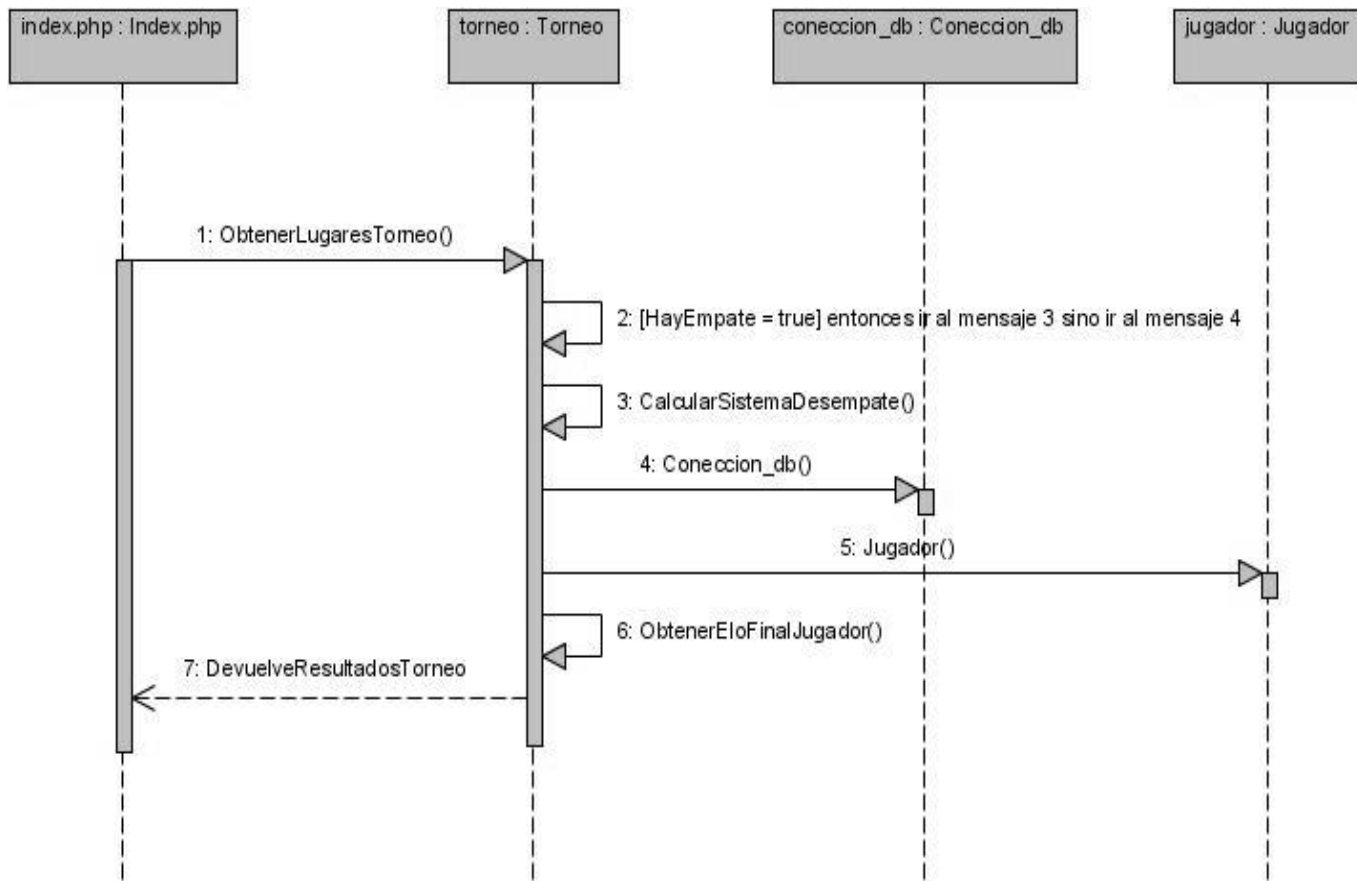 index.php : Index.php
torneo : Torneo
coneccion_db : Coneccion_db
jugador : Jugador
1: ObtenerLugaresTorneo()
2: [HayEmpate = true] entonces ir al mensaje 3 sino ir al mensaje 4
3: CalcularSistemaDesempate()
4: Coneccion_db()
5: Jugador()
6: ObtenerEloFinalJugador()
7: DevuelveResultadosTorneo